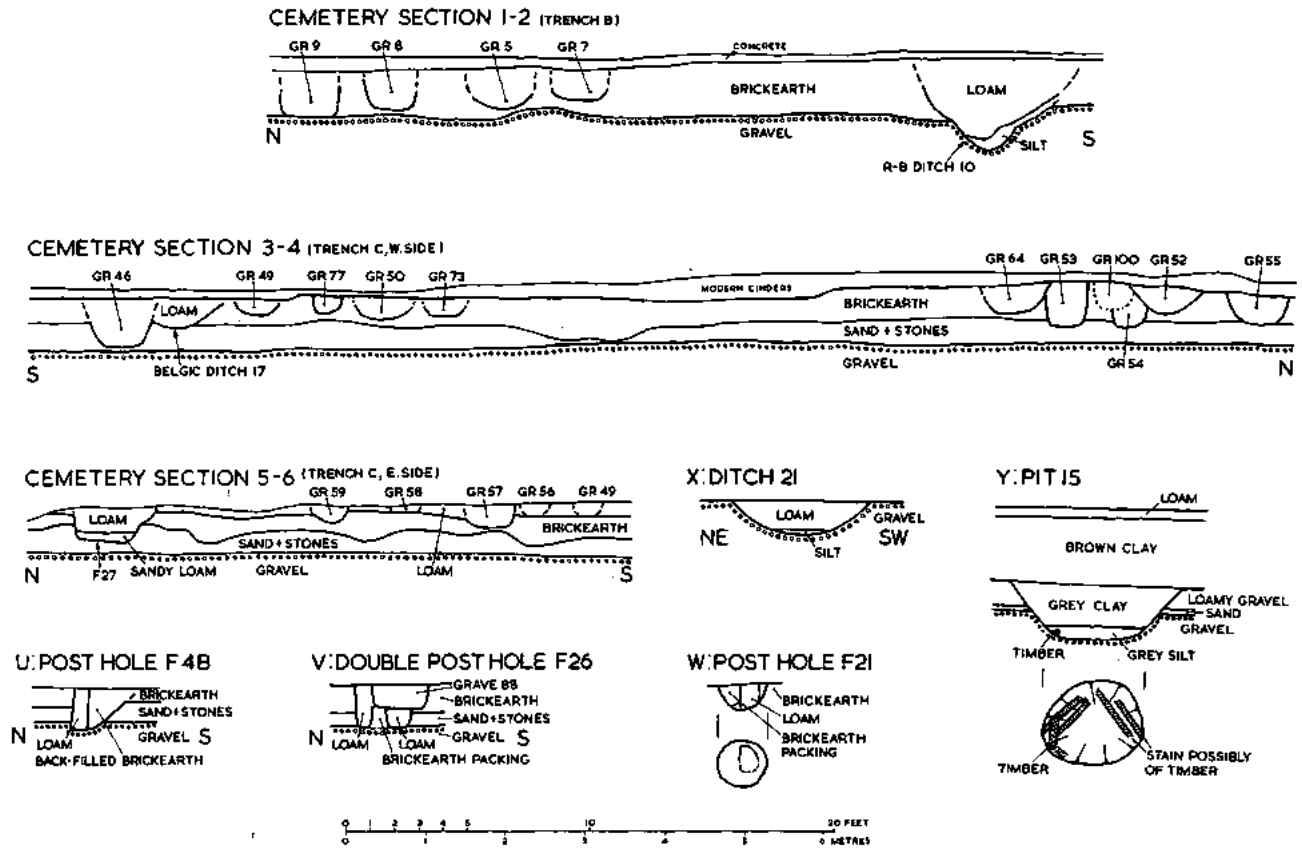 CEMETERY SECTION 1-2 (TRENCH B)
GR 9 GR 8 GR 5 GR 7 CONCRETE
BRICKEARTH LOAM
N GRAVEL SILT S
R-B DITCH 10
CEMETERY SECTION 3-4 (TRENCH C, W. SIDE)
GR 46 GR 49 GR 77 GR 50 GR 73 GR 64 GR 53 GR 100 GR 52 GR 55
MODERN CINDERS
LOAM BRICKEARTH
SAND + STONES
S BELGIC DITCH 17 GRAVEL GR 54 N
CEMETERY SECTION 5-6 (TRENCH C, E. SIDE)
GR 59 GR 58 GR 57 GR 56 GR 49
LOAM BRICKEARTH
SAND + STONES
N F27 SANDY LOAM GRAVEL LOAM S
X: DITCH 21
LOAM GRAVEL
NE SILT SW
Y: PIT 15
LOAM
BROWN CLAY
GREY CLAY LOAMY GRAVEL
SAND
GRAVEL
TIMBER GREY SILT
TIMBER STAIN POSSIBLY
OF TIMBER
U: POST HOLE F48
BRICKEARTH
SAND + STONES
N LOAM GRAVEL S
BACK-FILLED BRICKEARTH
V: DOUBLE POST HOLE F26
GRAVE 88
BRICKEARTH
SAND + STONES
N LOAM LOAM GRAVEL S
BRICKEARTH PACKING
W: POST HOLE F21
BRICKEARTH
LOAM
BRICKEARTH
PACKING
0 1 2 3 4 5 10 20 FEET
0 1 2 3 4 5 6 METRES